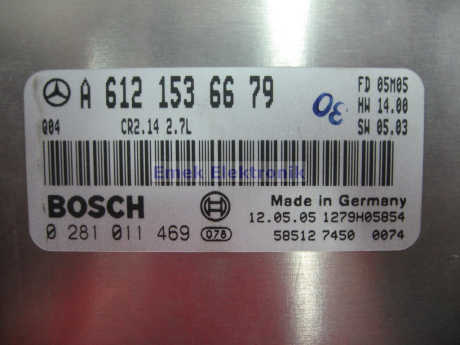 A 612 153 66 79
FD 05M05
HW 14.00
SW 05.03
Q04 CR2.14 2.7L
30
Emek Elektronik
BOSCH
Made in Germany
12.05.05 1279H05854
0 281 011 469 078
58512 7450 0074